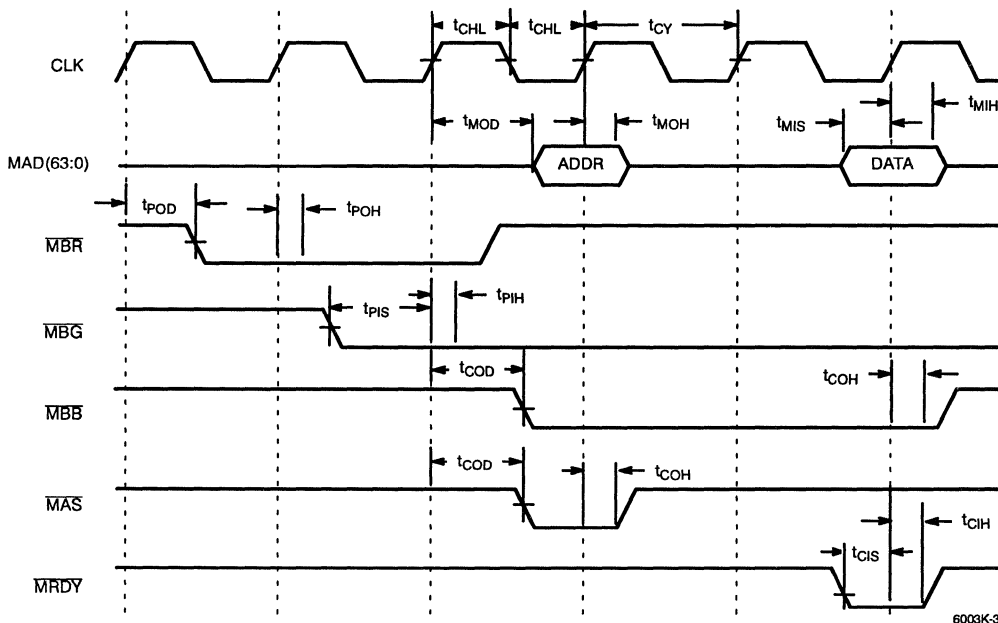 tCHL tCHL tCY
CLK
tMOD tMOH tMIS tMIH
MAD(63:0) ADDR DATA
tPOD tPOH
MBR
tPIS tPIH
MBG
tCOD tCOH
MBB
tCOD tCOH
MAS
tCIS tCIH
MRDY
6003K-3